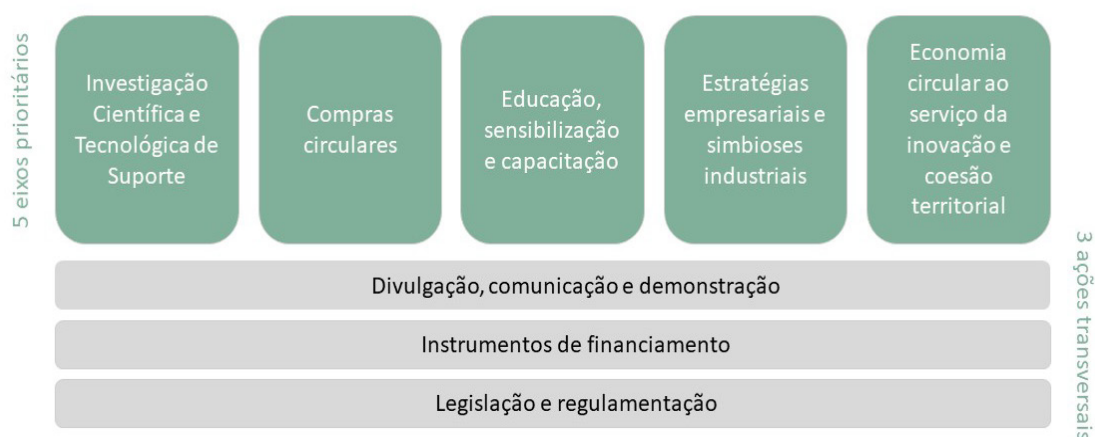 5 eixos prioritários
Investigação
Científica e
Tecnológica de
Suporte
Compras
circulares
Educação,
sensibilização
e capacitação
Estratégias
empresariais e
simbioses
industriais
Economia
circular ao
serviço da
inovação e
coesão
territorial
Divulgação, comunicação e demonstração
Instrumentos de financiamento
Legislação e regulamentação
3 ações transversais